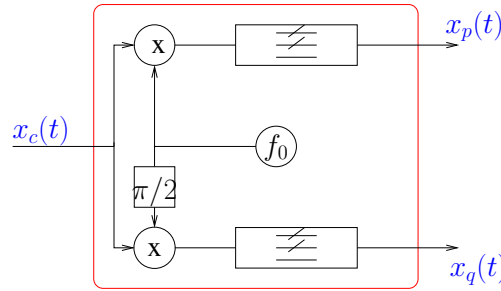 x_p(t)
x
x_c(t)
f_0
π/2
x
x_q(t)